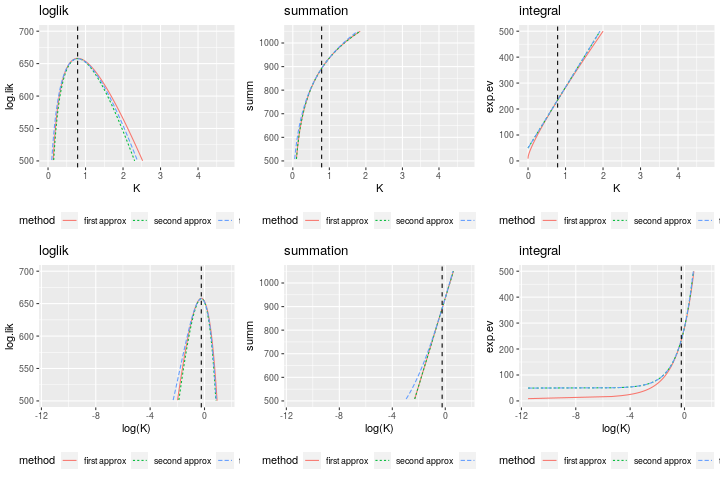 loglik
summation
integral
log.lik
700
650
600
550
500
0
1
2
3
4
K
summ
1000
900
800
700
600
500
0
1
2
3
4
K
exp.ev
500
400
300
200
100
0
0
1
2
3
4
K
method first approx second approx
method first approx second approx
method first approx second approx
loglik
summation
integral
log.lik
700
650
600
550
500
-12
-8
-4
0
log(K)
summ
1000
900
800
700
600
500
-12
-8
-4
0
log(K)
exp.ev
500
400
300
200
100
0
-12
-8
-4
0
log(K)
method first approx second approx
method first approx second approx
method first approx second approx